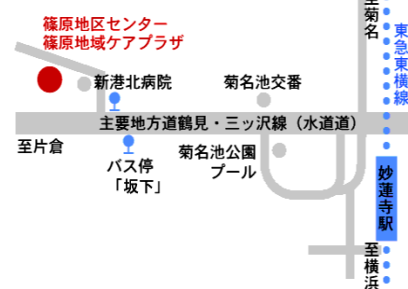 篠原地区センター
篠原地域ケアプラザ
至菊名
東急東横線
新港北病院
菊名池交番
主要地方道鶴見・三ッ沢線（水道道）
至片倉
バス停
「坂下」
菊名池公園
プール
妙蓮寺駅
至横浜